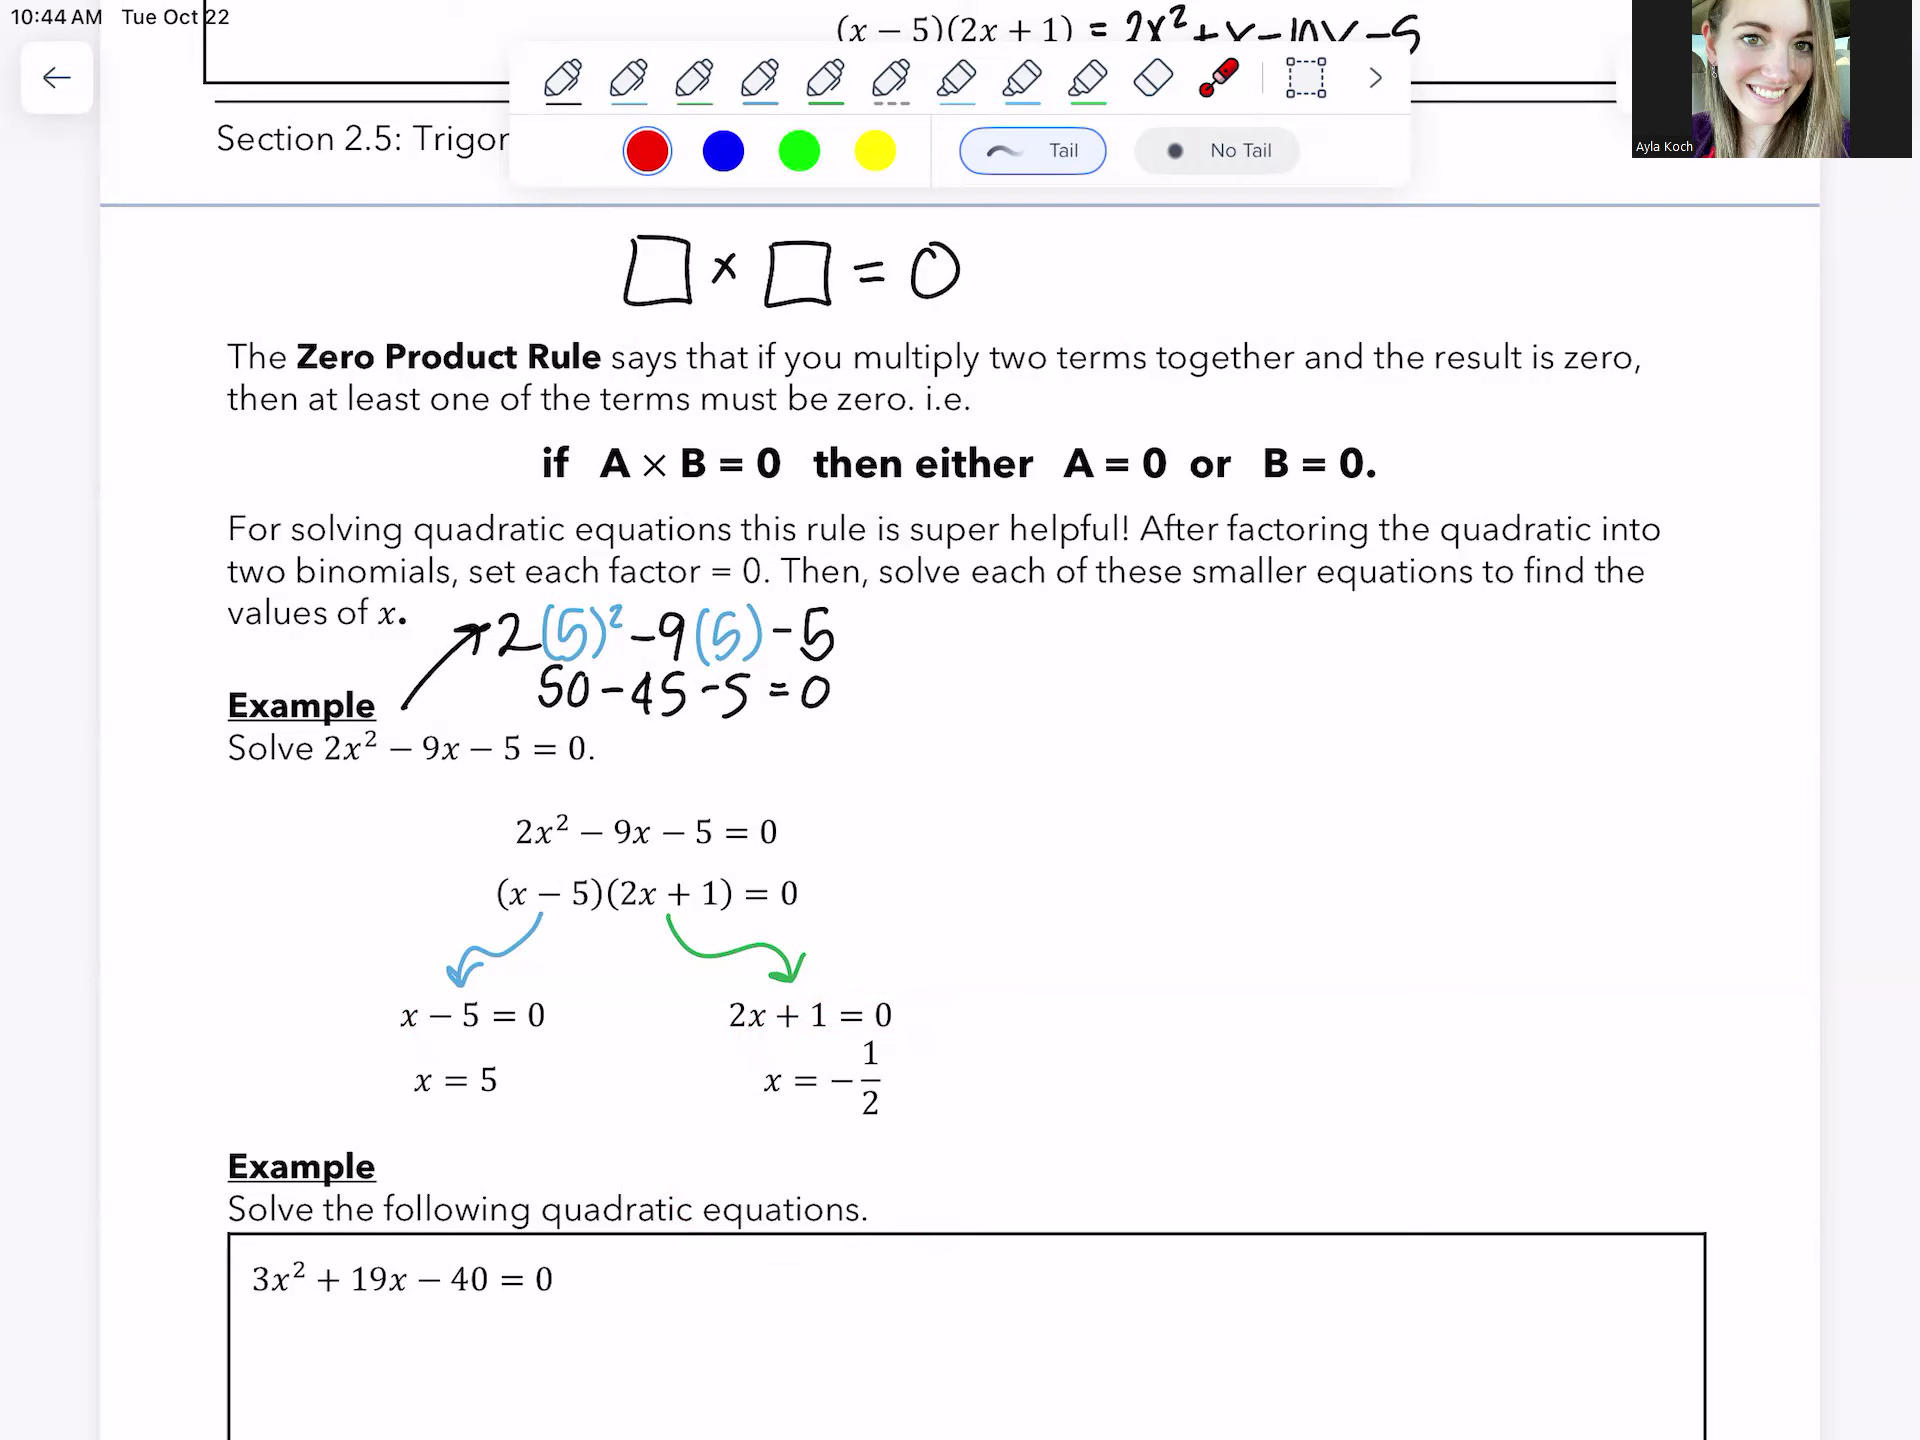 10:44 AM Tue Oct 22
(x − 5)(2x + 1) = 2x² + x − 10x − 5
Tail No Tail
Ayla Koch
Section 2.5: Trigor
□ × □ = 0
The Zero Product Rule says that if you multiply two terms together and the result is zero,
then at least one of the terms must be zero. i.e.
if A × B = 0 then either A = 0 or B = 0.
For solving quadratic equations this rule is super helpful! After factoring the quadratic into
two binomials, set each factor = 0. Then, solve each of these smaller equations to find the
values of x.
2(5)² − 9(5) − 5
50 − 45 − 5 = 0
Example
Solve 2x² − 9x − 5 = 0.
2x² − 9x − 5 = 0
(x − 5)(2x + 1) = 0
x − 5 = 0 2x + 1 = 0
x = 5 x = −1/2
Example
Solve the following quadratic equations.
3x² + 19x − 40 = 0